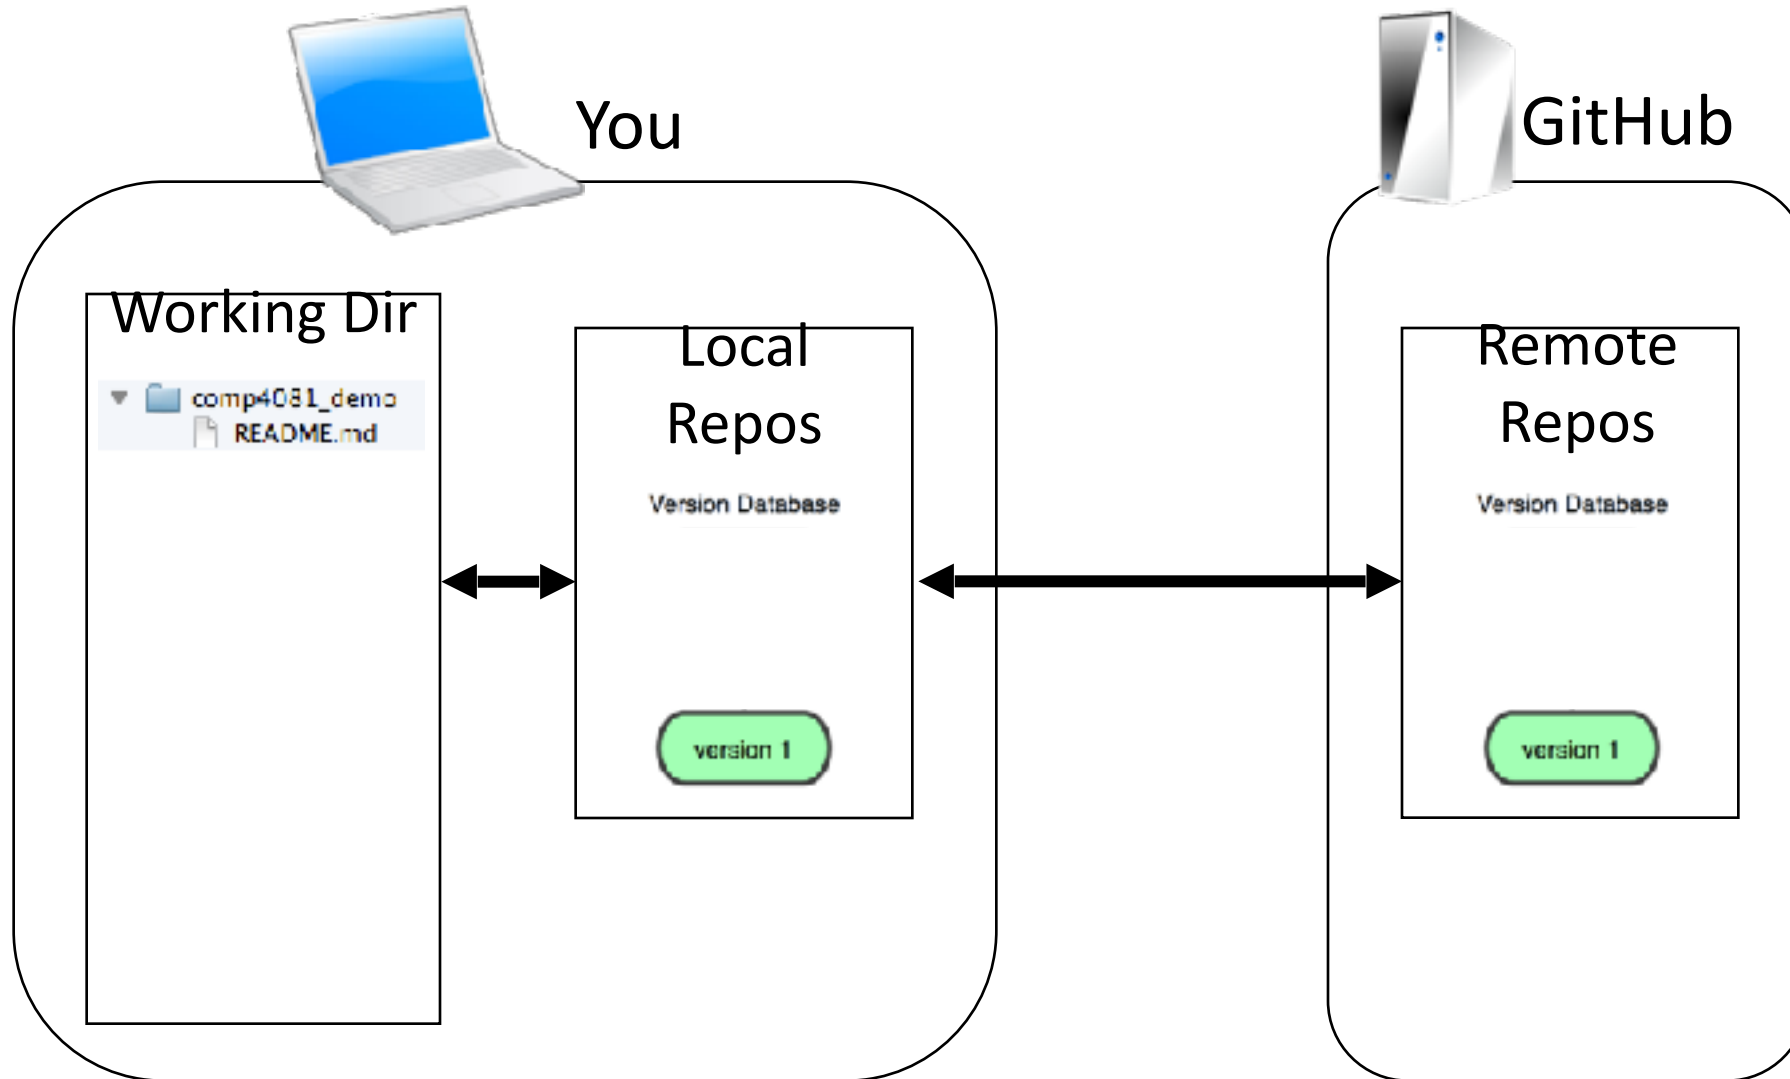 You
GitHub
Working Dir
comp4081_demo
README.md
Local
Repos
Version Database
version 1
Remote
Repos
Version Database
version 1